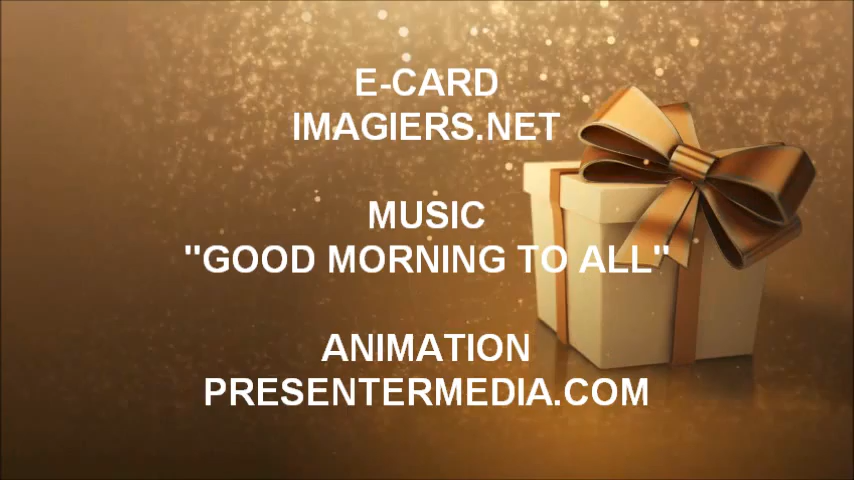 E-CARD
IMAGIERS.NET
MUSIC
"GOOD MORNING TO ALL"
ANIMATION
PRESENTERMEDIA.COM